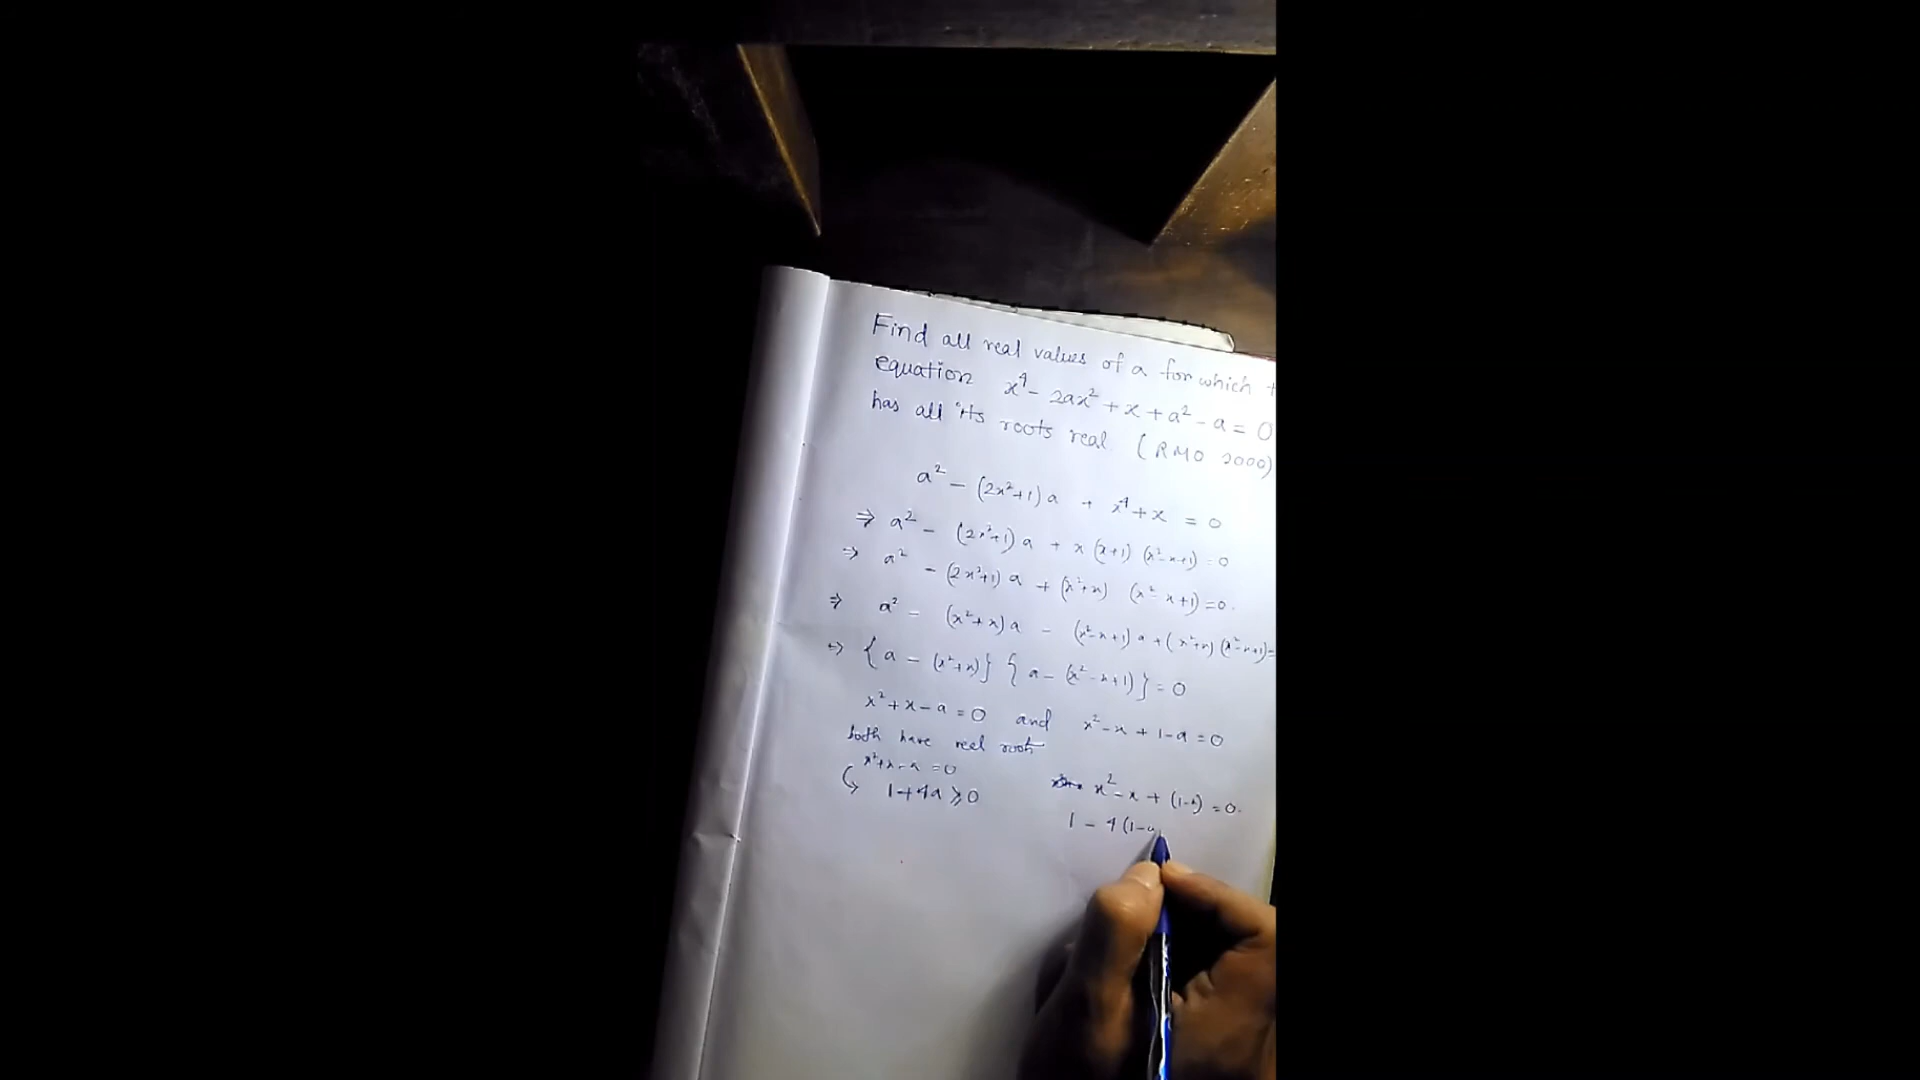 Find all real values of a for which
equation x⁴ - 2ax² + x + a² - a = 0
has all its roots real. (RMO 2000)
a² - (2x²+1)a + x⁴+x = 0
⇒ a² - (2x²+1)a + x(x+1)(x²-x+1) = 0
⇒ a² - (2x²+1)a + (x²+x)(x²-x+1) = 0.
⇒ a² - (x²+x)a - (x²-x+1)a + (x²+x)(x²-x+1) =
⇒ {a - (x²+x)}{a - (x²-x+1)} = 0
x²+x-a = 0 and x²-x+1-a = 0
both have real roots
x²+x-a = 0
x²-x+(1-a) = 0.
↳ 1+4a ≥ 0
1 - 4(1-a